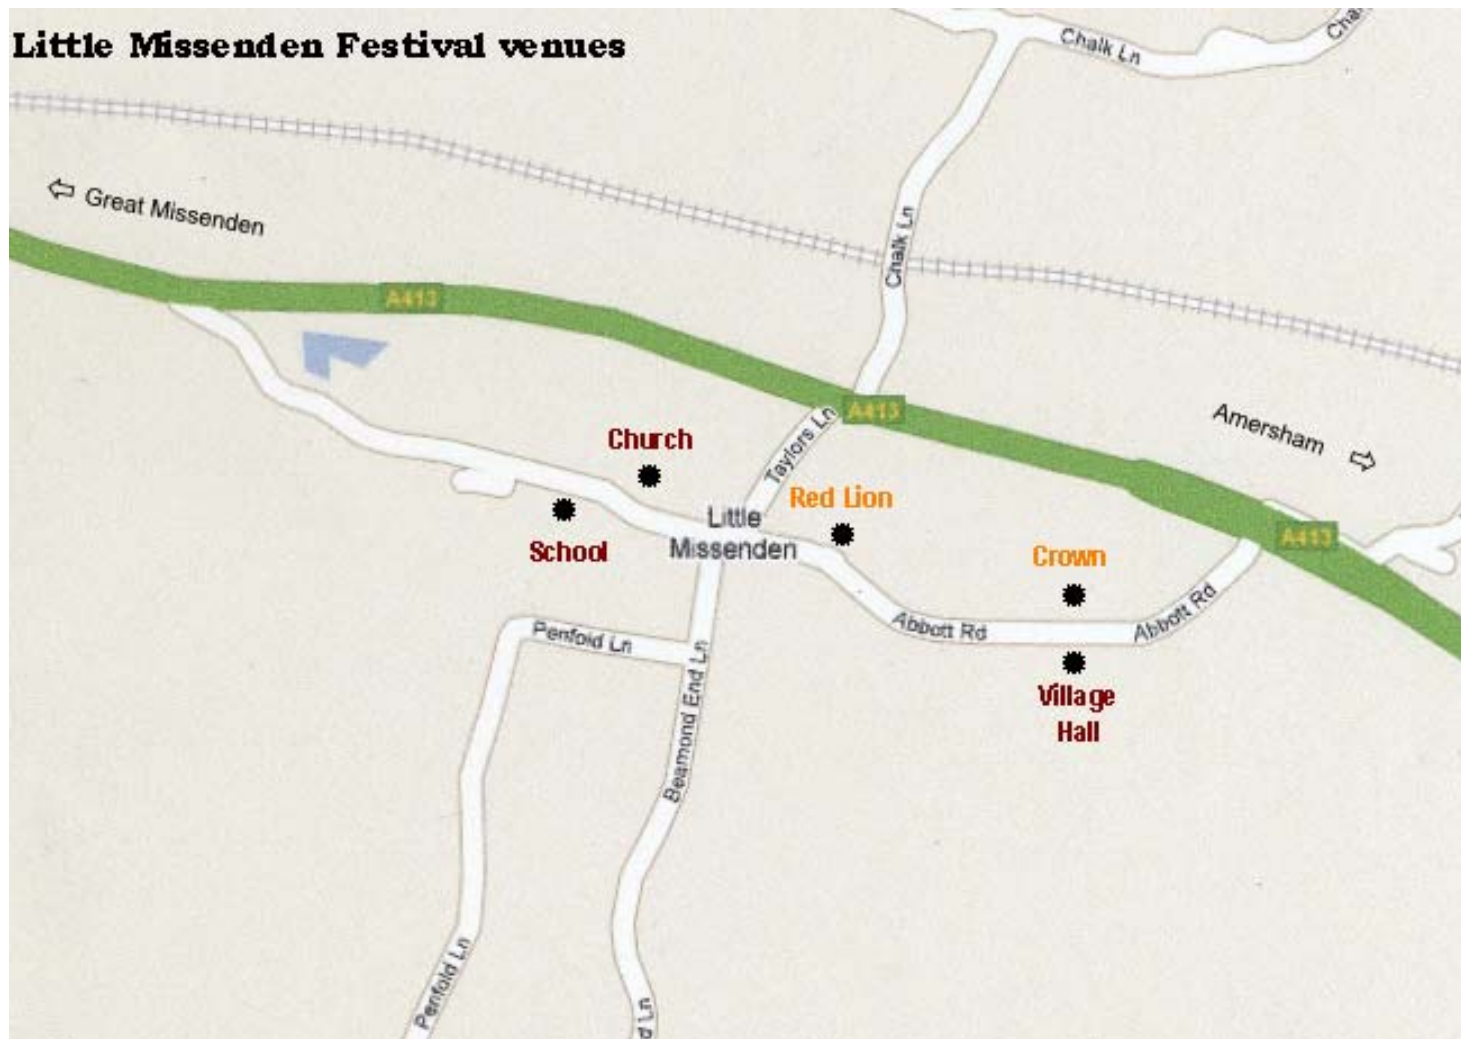 Little Missenden Festival venues
Chalk Ln
Great Missenden
Chalk Ln
A413
A413
Amersham
Church
Taylors Ln
Red Lion
Little
Missenden
School
A413
Crown
Abbott Rd
Abbott Rd
Penfold Ln
Beamond End Ln
Village
Hall
Penfold Ln